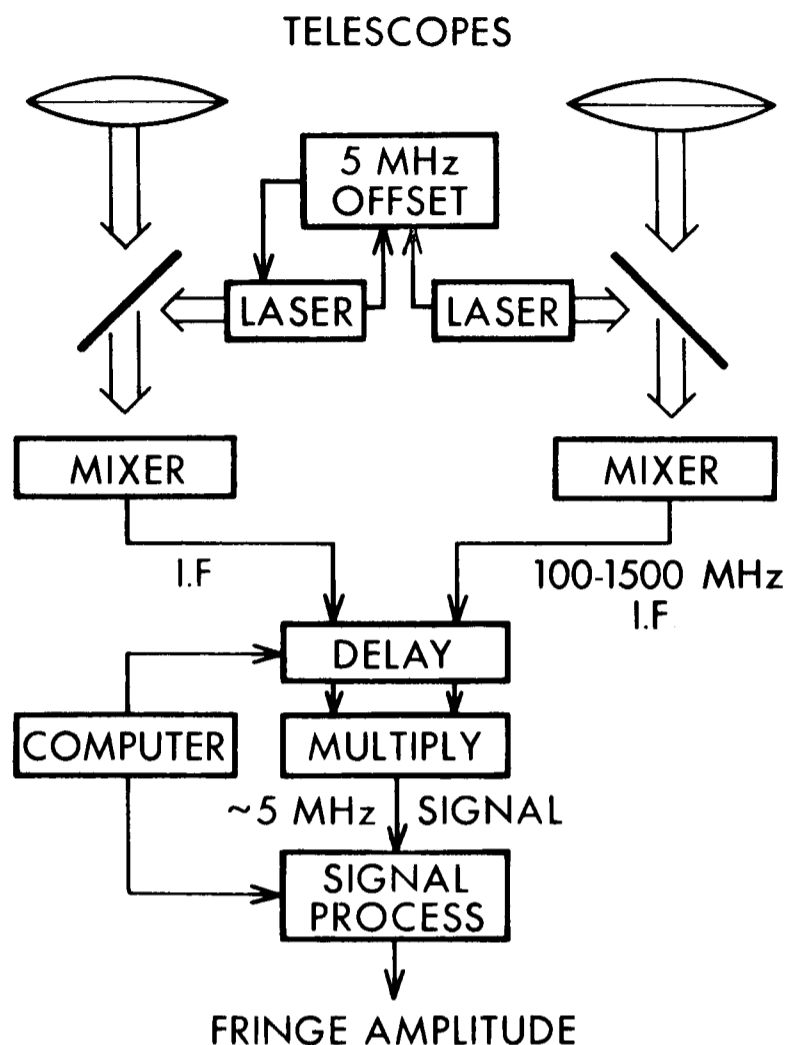 TELESCOPES
5 MHz
OFFSET
LASER
LASER
MIXER
MIXER
I.F
100-1500 MHz
I.F
DELAY
COMPUTER
MULTIPLY
~5 MHz SIGNAL
SIGNAL
PROCESS
FRINGE AMPLITUDE